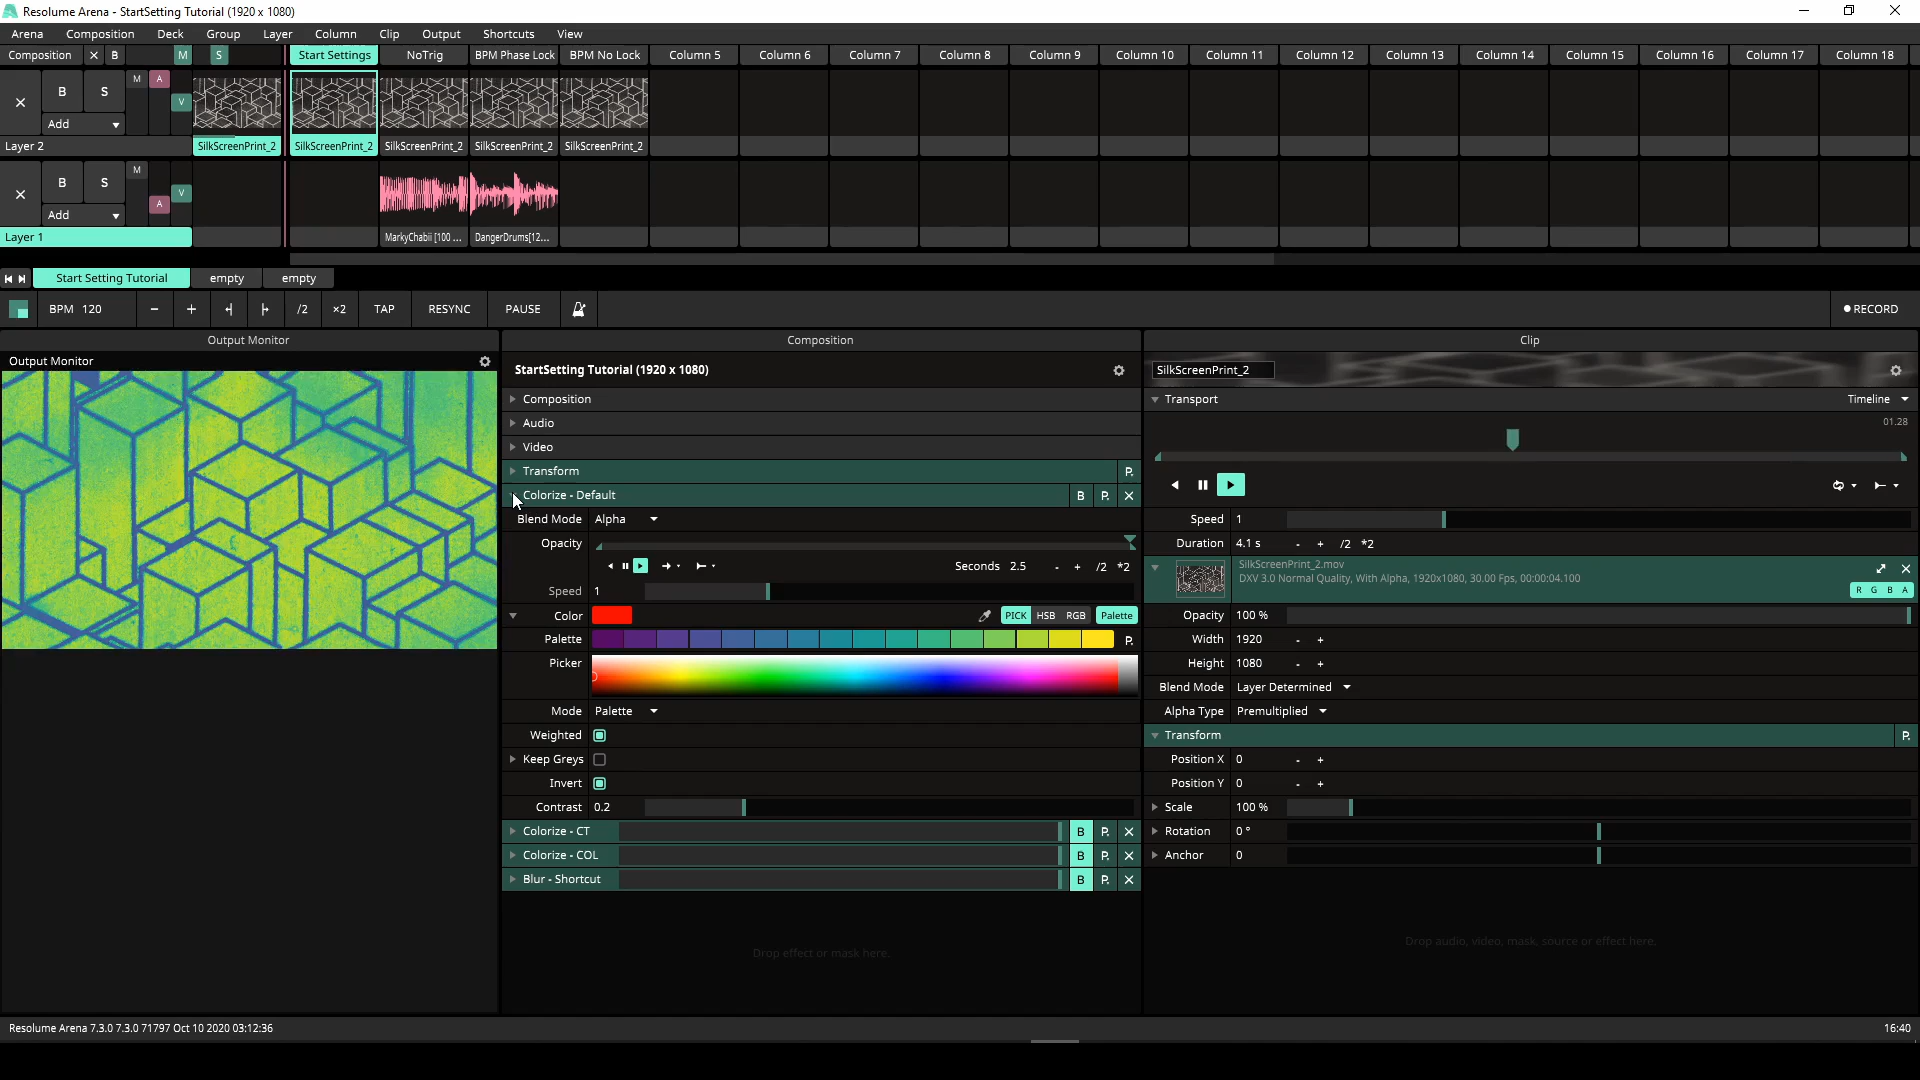 Resolume Arena - StartSetting Tutorial (1920 x 1080)
Arena Composition Deck Group Layer Column Clip Output Shortcuts View
Composition X B M S Start Settings NoTrig BPM Phase Lock BPM No Lock Column 5 Column 6 Column 7 Column 8 Column 9 Column 10 Column 11 Column 12 Column 13 Column 14 Column 15 Column 16 Column 17 Column 18
B S M A V
Add
Layer 2 SilkScreenPrint_2 SilkScreenPrint_2 SilkScreenPrint_2 SilkScreenPrint_2 SilkScreenPrint_2
B S M A V
Add
Layer 1 MarkyChabii [100 ... DangerDrums[12...
Start Setting Tutorial empty empty
BPM 120 - + /2 ×2 TAP RESYNC PAUSE RECORD
Output Monitor Composition Clip
Output Monitor
StartSetting Tutorial (1920 x 1080)
Composition
Audio
Video
Transform P.
Colorize - Default B P. X
Blend Mode Alpha
Opacity
Seconds 2.5 - + /2 *2
Speed 1
Color PICK HSB RGB Palette
Palette P.
Picker
Mode Palette
Weighted
Keep Greys
Invert
Contrast 0.2
Colorize - CT B P. X
Colorize - COL B P. X
Blur - Shortcut B P. X
Drop effect or mask here.
SilkScreenPrint_2
Transport Timeline
01.28
Speed 1
Duration 4.1 s - + /2 *2
SilkScreenPrint_2.mov
DXV 3.0 Normal Quality, With Alpha, 1920x1080, 30.00 Fps, 00:00:04.100
R G B A
Opacity 100 %
Width 1920 - +
Height 1080 - +
Blend Mode Layer Determined
Alpha Type Premultiplied
Transform P.
Position X 0 - +
Position Y 0 - +
Scale 100 %
Rotation 0 °
Anchor 0
Drop audio, video, mask, source or effect here.
Resolume Arena 7.3.0 7.3.0 71797 Oct 10 2020 03:12:36 16:40